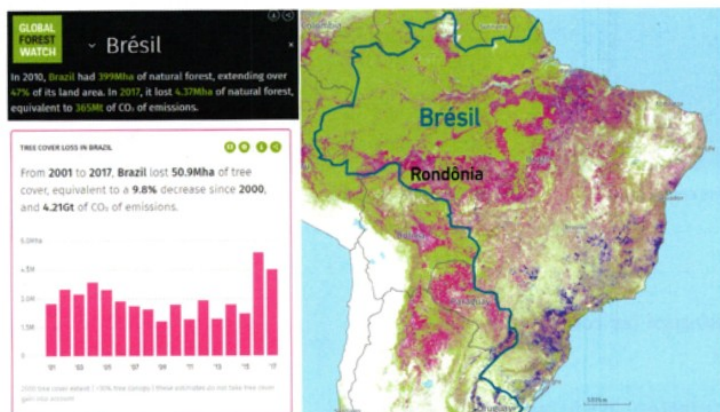 GLOBAL
FOREST
WATCH
Brésil
In 2010, Brazil had 399Mha of natural forest, extending over
47% of its land area. In 2017, it lost 4.37Mha of natural forest,
equivalent to 365Mt of CO₂ of emissions.
TREE COVER LOSS IN BRAZIL
From 2001 to 2017, Brazil lost 50.9Mha of tree
cover, equivalent to a 9.8% decrease since 2000,
and 4.21Gt of CO₂ of emissions.
'01
'03
'05
'07
'09
'11
'13
'15
'17
Brésil
Rondônia
Paraguay
Uruguay